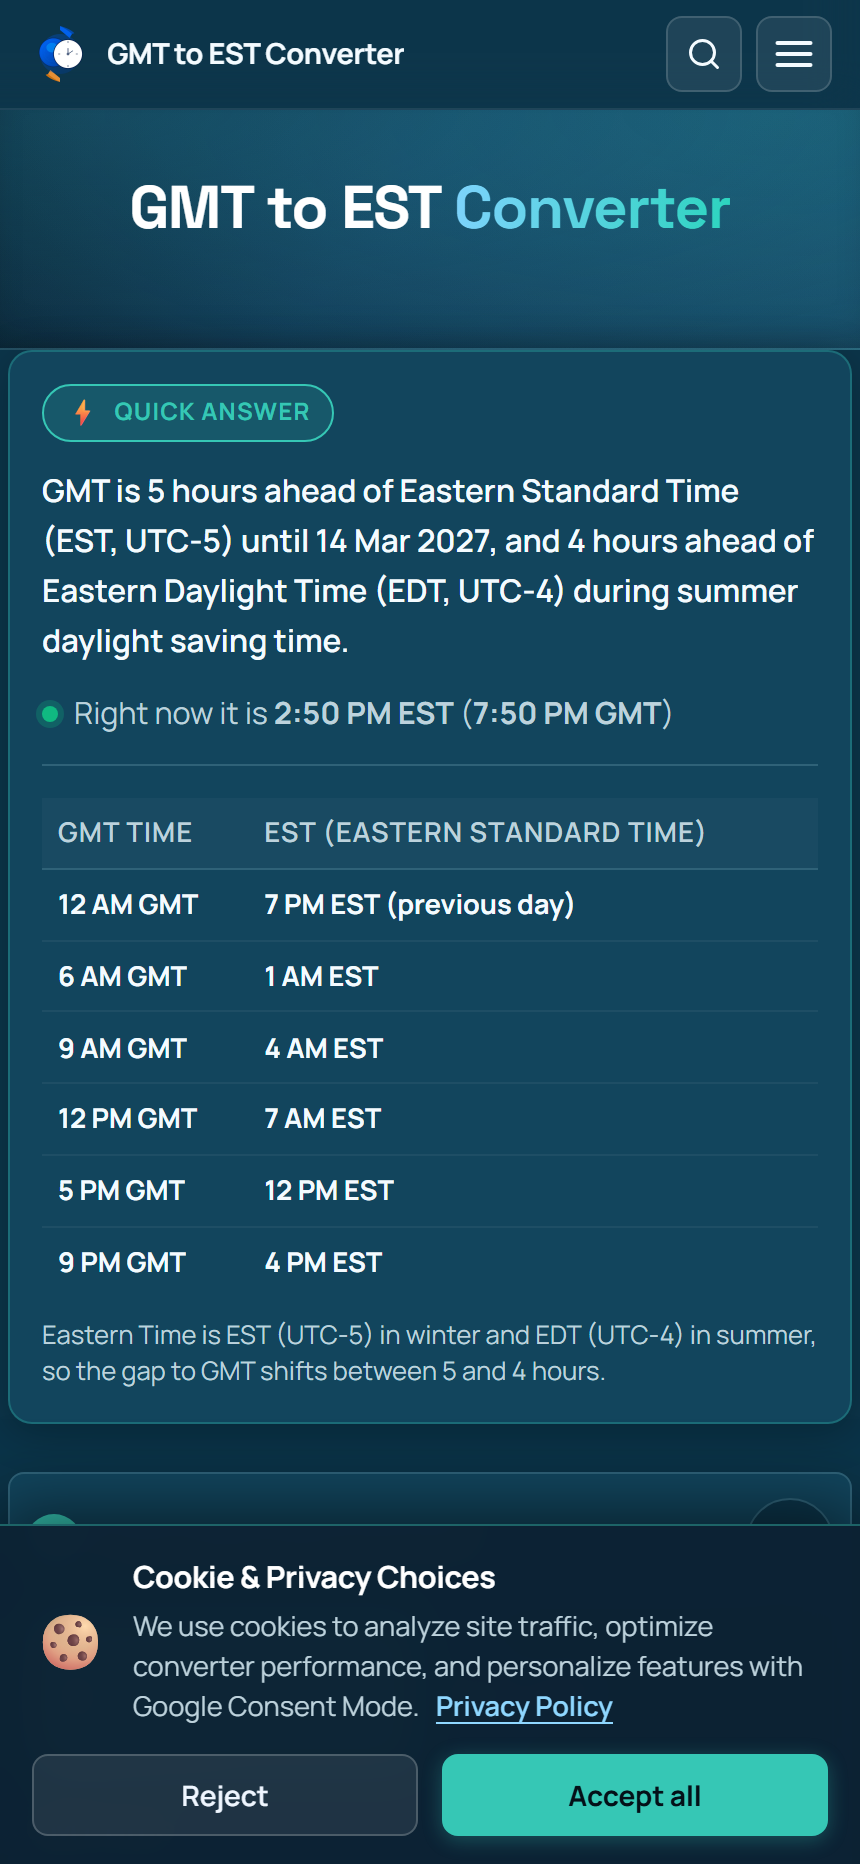 GMT to EST Converter
GMT to EST Converter
QUICK ANSWER
GMT is 5 hours ahead of Eastern Standard Time
(EST, UTC-5) until 14 Mar 2027, and 4 hours ahead of
Eastern Daylight Time (EDT, UTC-4) during summer
daylight saving time.
Right now it is 2:50 PM EST (7:50 PM GMT)
GMT TIME EST (EASTERN STANDARD TIME)
12 AM GMT 7 PM EST (previous day)
6 AM GMT 1 AM EST
9 AM GMT 4 AM EST
12 PM GMT 7 AM EST
5 PM GMT 12 PM EST
9 PM GMT 4 PM EST
Eastern Time is EST (UTC-5) in winter and EDT (UTC-4) in summer,
so the gap to GMT shifts between 5 and 4 hours.
Cookie & Privacy Choices
We use cookies to analyze site traffic, optimize
converter performance, and personalize features with
Google Consent Mode. Privacy Policy
Reject Accept all